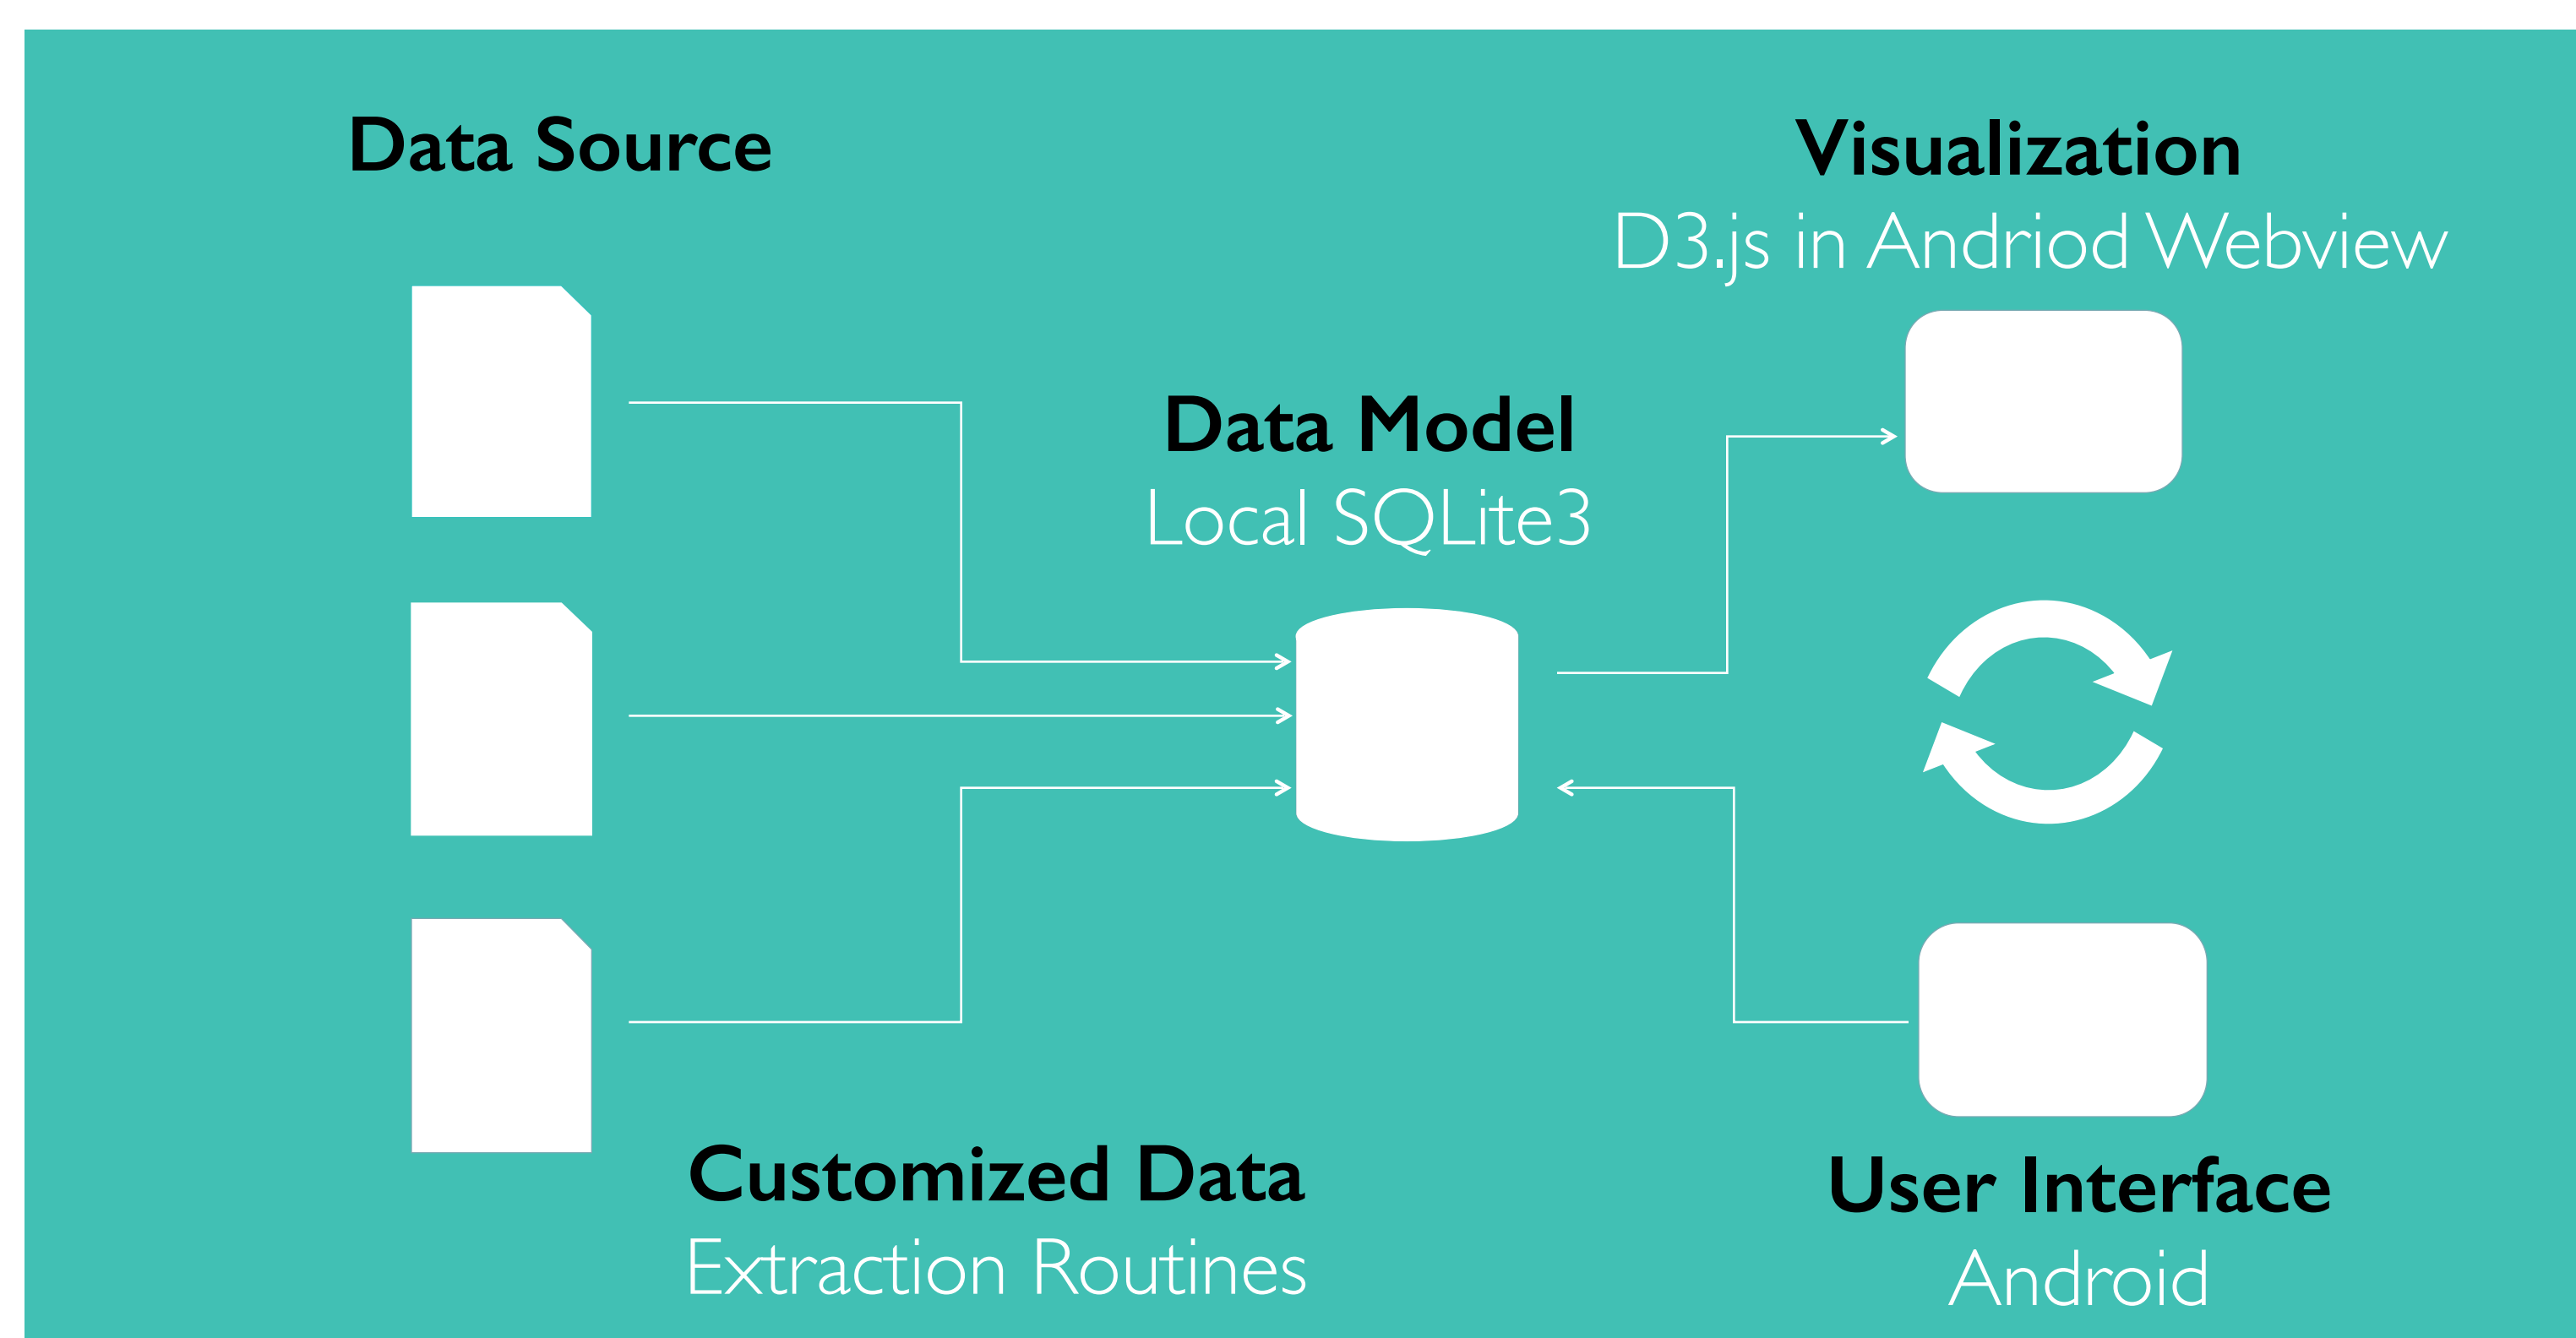 Data Source
Visualization
D3.js in Andriod Webview
Data Model
Local SQLite3
Customized Data
Extraction Routines
User Interface
Android